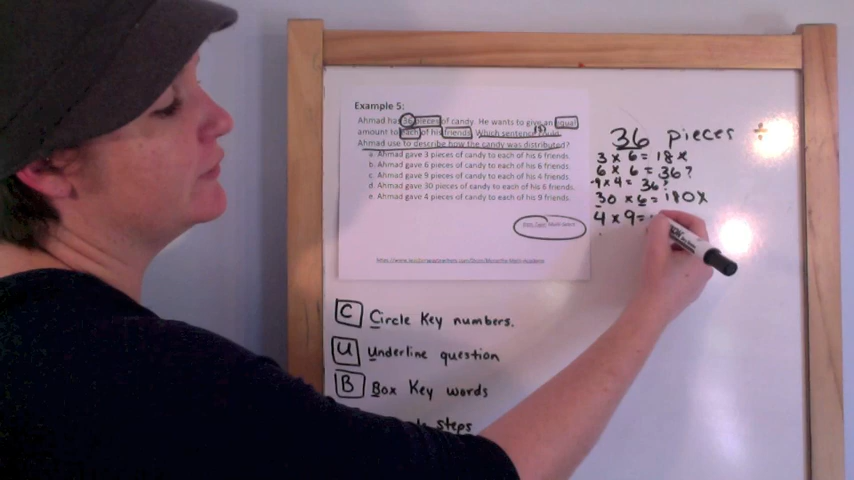 Example 5:
Ahmad has 36 pieces of candy. He wants to give an equal
amount to each of his friends. Which sentence(s) could
Ahmad use to describe how the candy was distributed?
a. Ahmad gave 3 pieces of candy to each of his 6 friends.
b. Ahmad gave 6 pieces of candy to each of his 6 friends.
c. Ahmad gave 9 pieces of candy to each of his 4 friends.
d. Ahmad gave 30 pieces of candy to each of his 6 friends.
e. Ahmad gave 4 pieces of candy to each of his 9 friends.
36 pieces ÷
3 x 6 = 18 x
6 x 6 = 36?
9 x 4 = 36?
30 x 6 = 180 x
4 x 9 =
C Circle Key numbers.
U Underline question
B Box Key words
steps